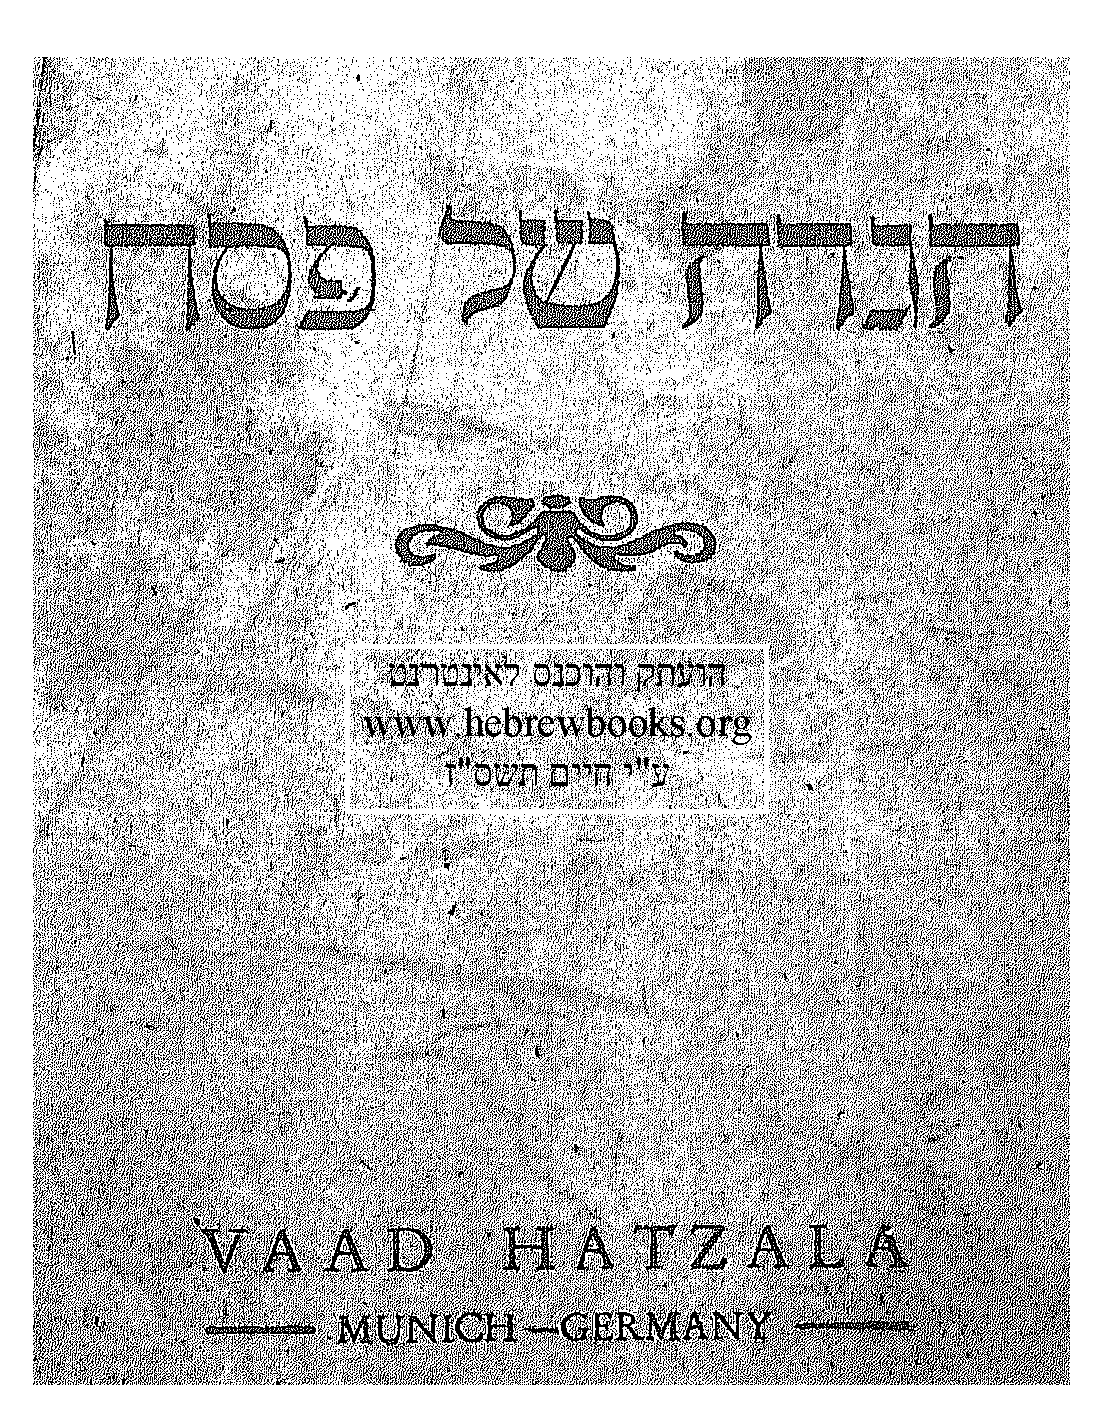 הגדה של פסח
הועתק והוכנס לאינטרנט
www.hebrewbooks.org
ע"י חיים תשס"ז
VAAD HATZALA
MUNICH — GERMANY